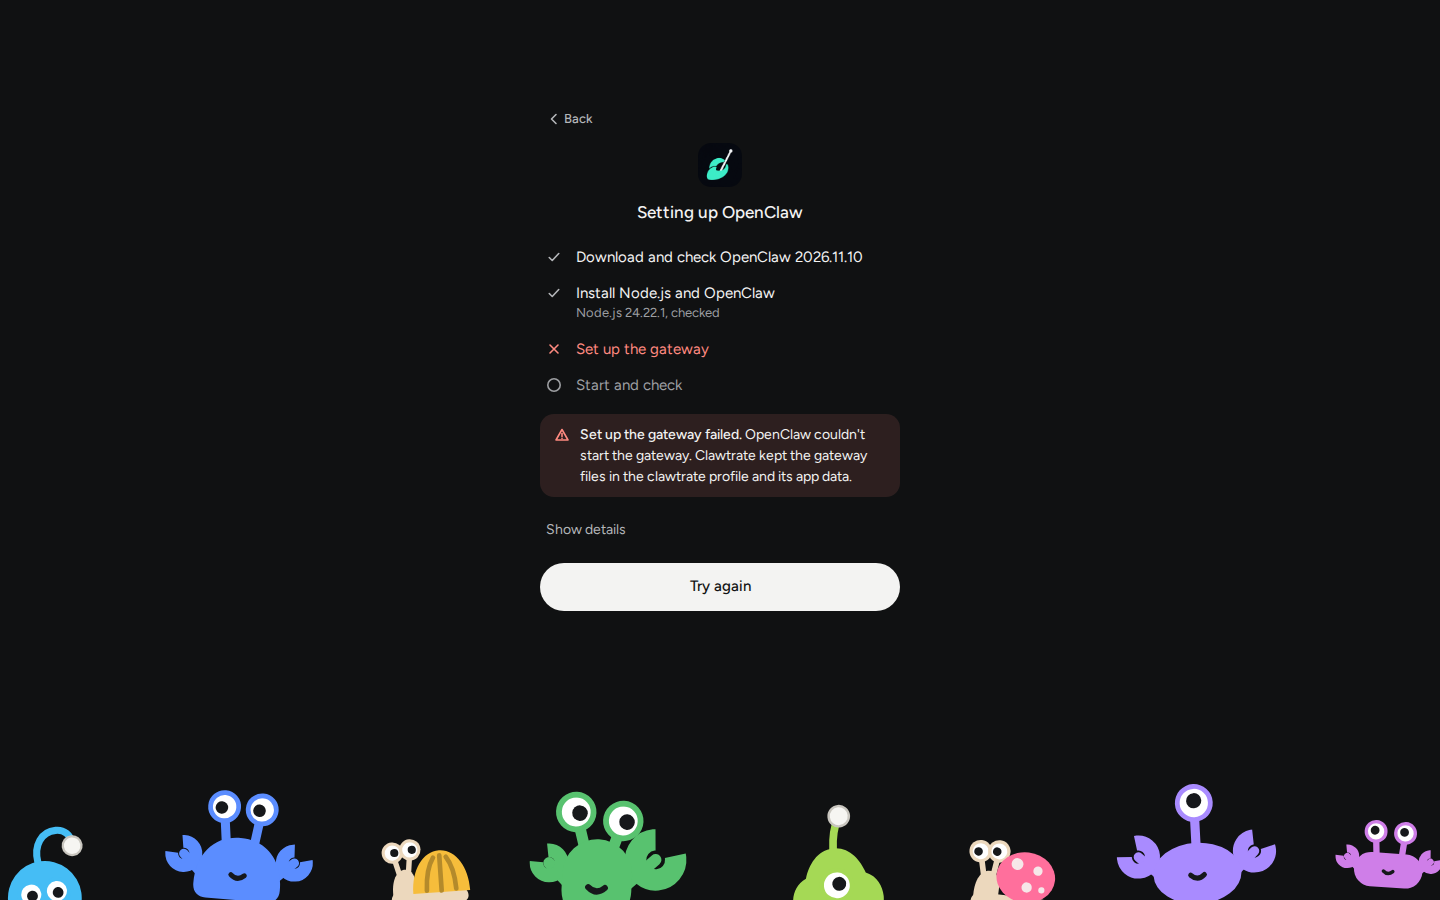 Back
Setting up OpenClaw
Download and check OpenClaw 2026.11.10
Install Node.js and OpenClaw
Node.js 24.22.1, checked
Set up the gateway
Start and check
Set up the gateway failed. OpenClaw couldn't
start the gateway. Clawtrate kept the gateway
files in the clawtrate profile and its app data.
Show details
Try again